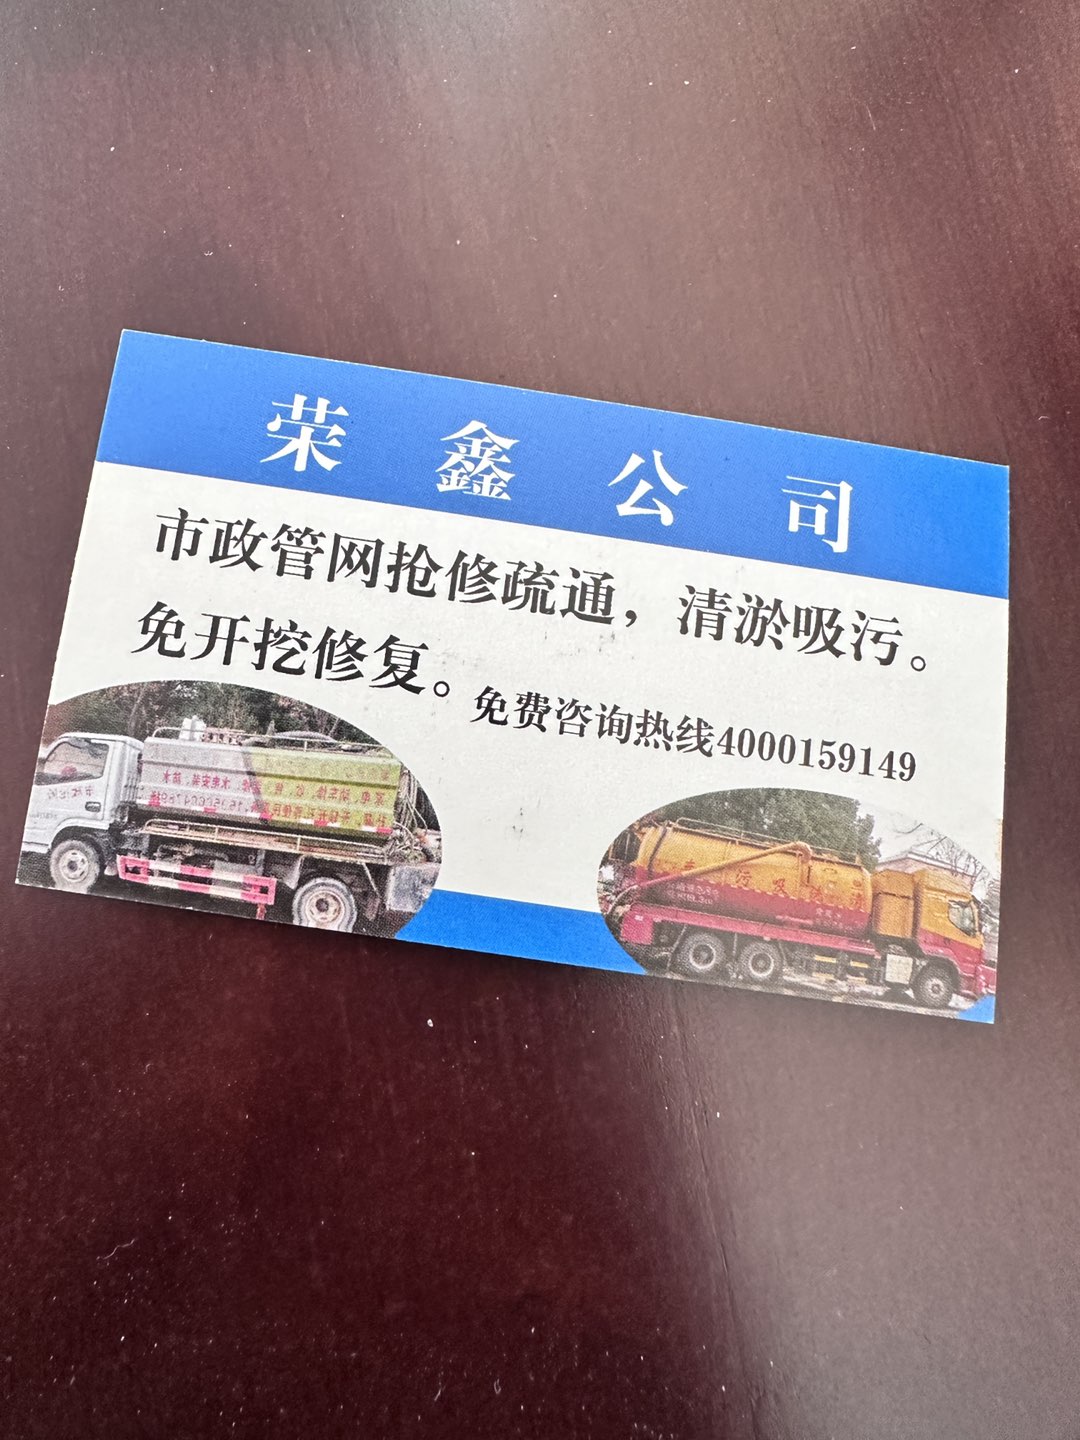 荣鑫公司
市政管网抢修疏通，清淤吸污。
免开挖修复。
免费咨询热线4000159149